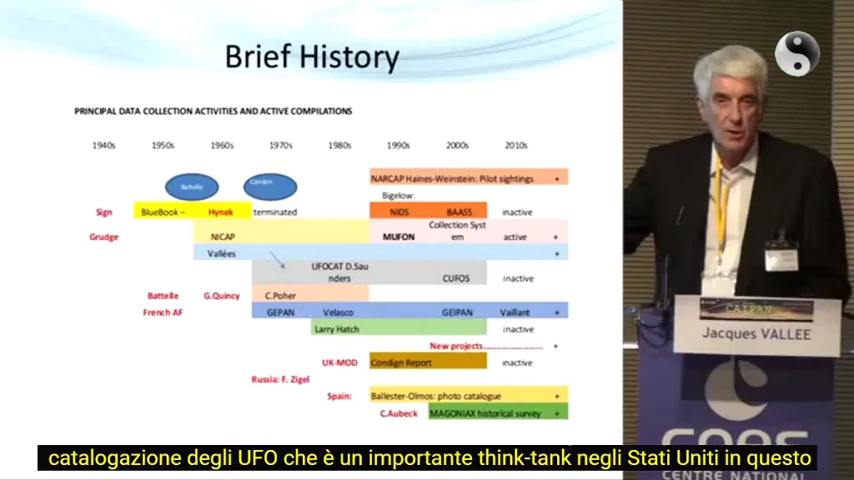 Brief History
PRINCIPAL DATA COLLECTION ACTIVITIES AND ACTIVE COMPILATIONS
1940s 1950s 1960s 1970s 1980s 1990s 2000s 2010s
Battelle Condon
NARCAP Haines-Weinstein: Pilot sightings +
Bigelow:
Sign BlueBook – Hynek terminated NIDS BAASS inactive
Collection Syst
Grudge NICAP MUFON em active +
Vallées +
UFOCAT D.Sau
nders CUFOS inactive
Battelle G.Quincy C.Poher
French AF GEPAN Velasco GEIPAN Vaillant +
Larry Hatch inactive
New projects........................ +
UK-MOD Condign Report inactive
Russia: F. Zigel
Spain: Ballester-Olmos: photo catalogue +
C.Aubeck MAGONIAX historical survey +
CAIPAN
Jacques VALLEE
cnes
CENTRE NATIONAL
catalogazione degli UFO che è un importante think-tank negli Stati Uniti in questo